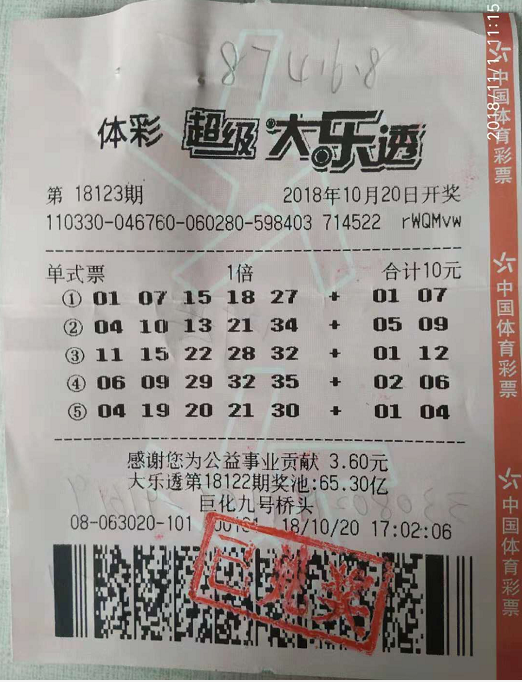 874168
体彩 超级大乐透
第 18123期 2018年10月20日开奖
110330-046760-060280-598403 714522 rWQMvw
单式票 1倍 合计10元
① 01 07 15 18 27 + 01 07
② 04 10 13 21 34 + 05 09
③ 11 15 22 28 32 + 01 12
④ 06 09 29 32 35 + 02 06
⑤ 04 19 20 21 30 + 01 04
感谢您为公益事业贡献 3.60元
大乐透第18122期奖池:65.30亿
巨化九号桥头
08-063020-101 18/10/20 17:02:06
已兑奖
2018/11/1 11:15
中国体育彩票
中国体育彩票
中国体育彩票